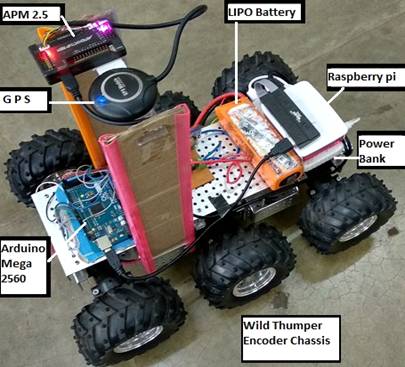 APM 2.5
LIPO Battery
Raspberry pi
G P S
Power
Bank
Arduino
Mega
2560
Wild Thumper
Encoder Chassis